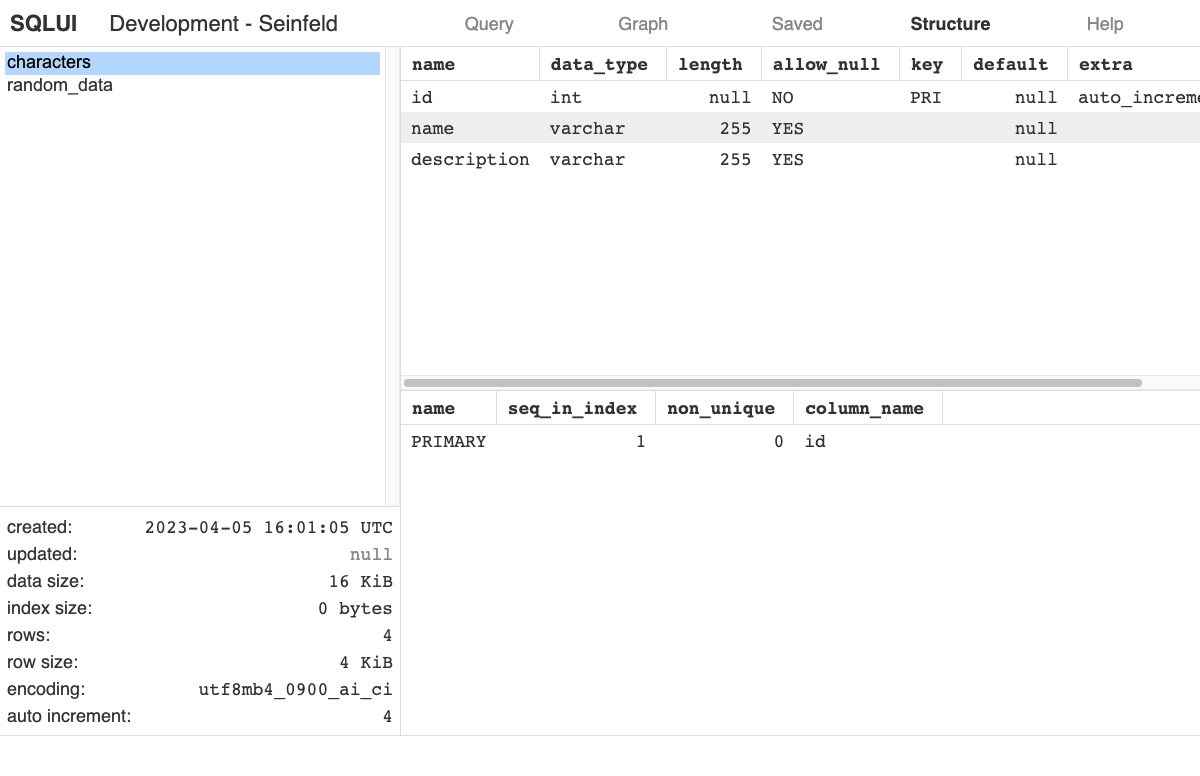 SQLUI Development - Seinfeld Query Graph Saved Structure Help
characters
random_data
name data_type length allow_null key default extra
id int null NO PRI null auto_increme
name varchar 255 YES null
description varchar 255 YES null
name seq_in_index non_unique column_name
PRIMARY 1 0 id
created: 2023-04-05 16:01:05 UTC
updated: null
data size: 16 KiB
index size: 0 bytes
rows: 4
row size: 4 KiB
encoding: utf8mb4_0900_ai_ci
auto increment: 4